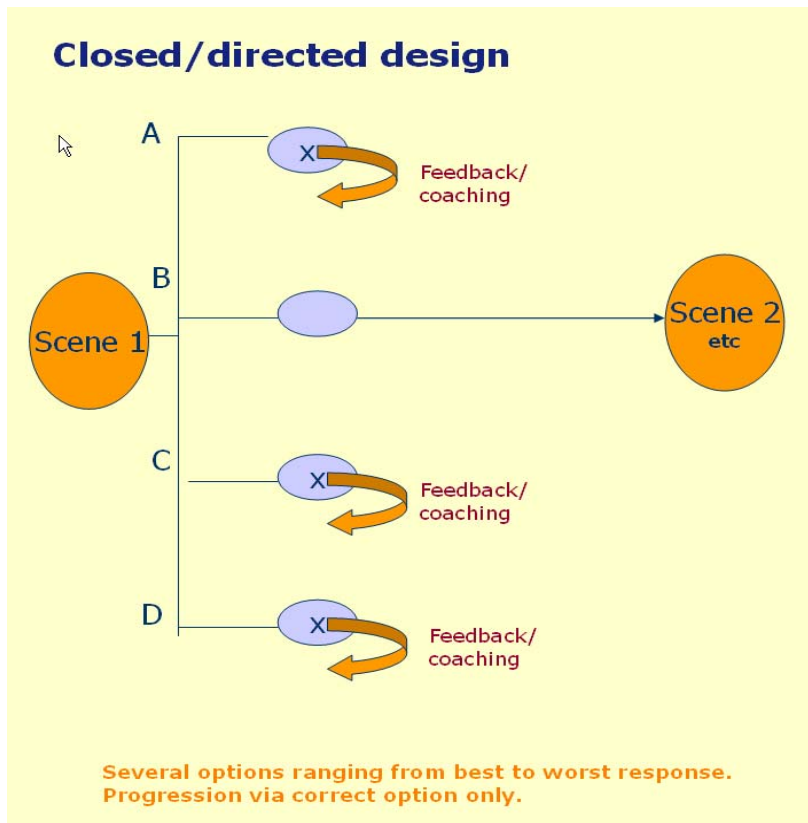 Closed/directed design
A
X
Feedback/
coaching
B
Scene 1
Scene 2
etc
C
X
Feedback/
coaching
D
X
Feedback/
coaching
Several options ranging from best to worst response.
Progression via correct option only.